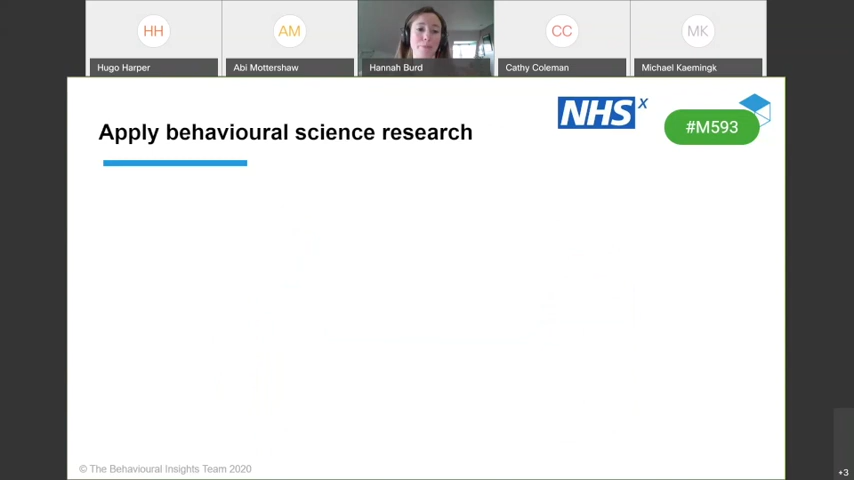 HH
AM
CC
MK
Hugo Harper
Abi Mottershaw
Hannah Burd
Cathy Coleman
Michael Kaemingk
NHS x
#M593
Apply behavioural science research
© The Behavioural Insights Team 2020
+3